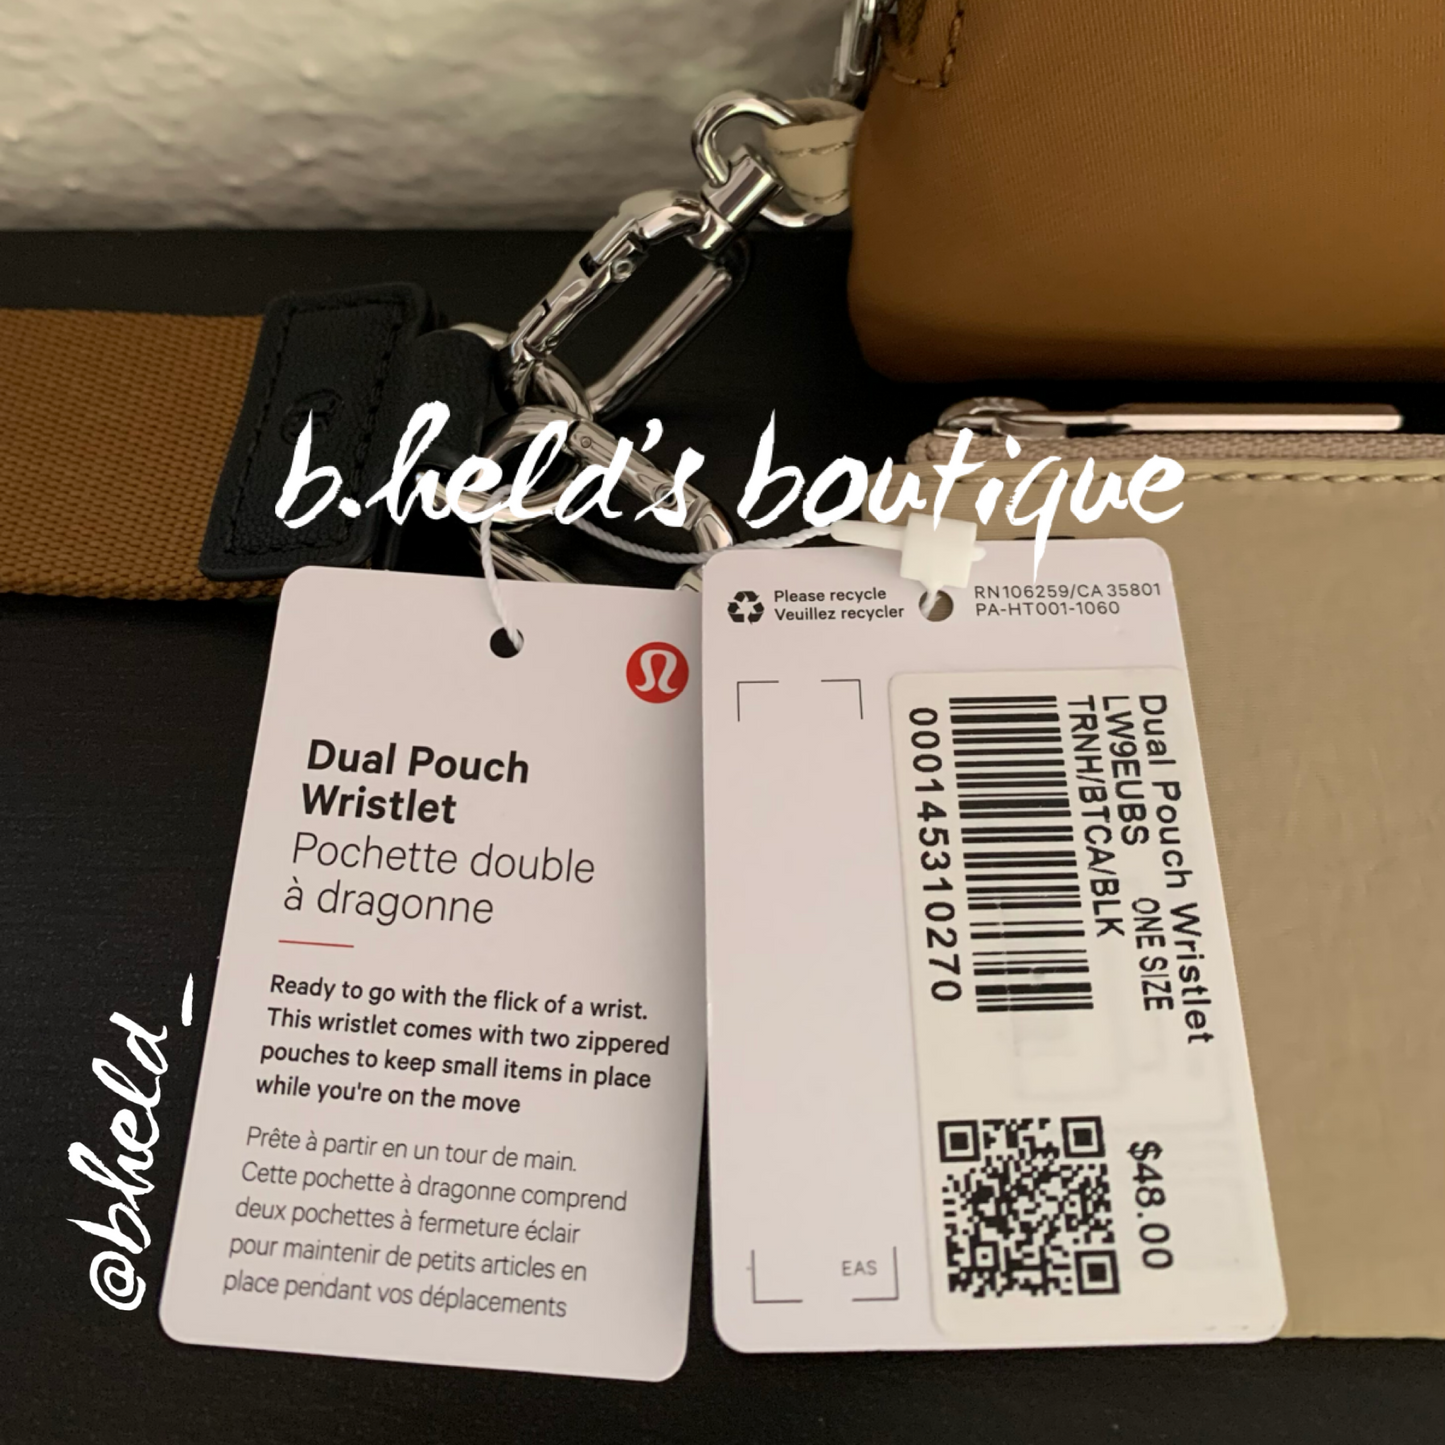 b.held's boutique
Please recycle
Veuillez recycler
RN106259/CA35801
PA-HT001-1060
Dual Pouch
Wristlet
Pochette double
à dragonne
Ready to go with the flick of a wrist.
This wristlet comes with two zippered
pouches to keep small items in place
while you're on the move
Prête à partir en un tour de main.
Cette pochette à dragonne comprend
deux pochettes à fermeture éclair
pour maintenir de petits articles en
place pendant vos déplacements
Dual Pouch Wristlet
LW9EUBS ONE SIZE
TRNH/BTCA/BLK
000145310270
$48.00
EAS
@bheld_